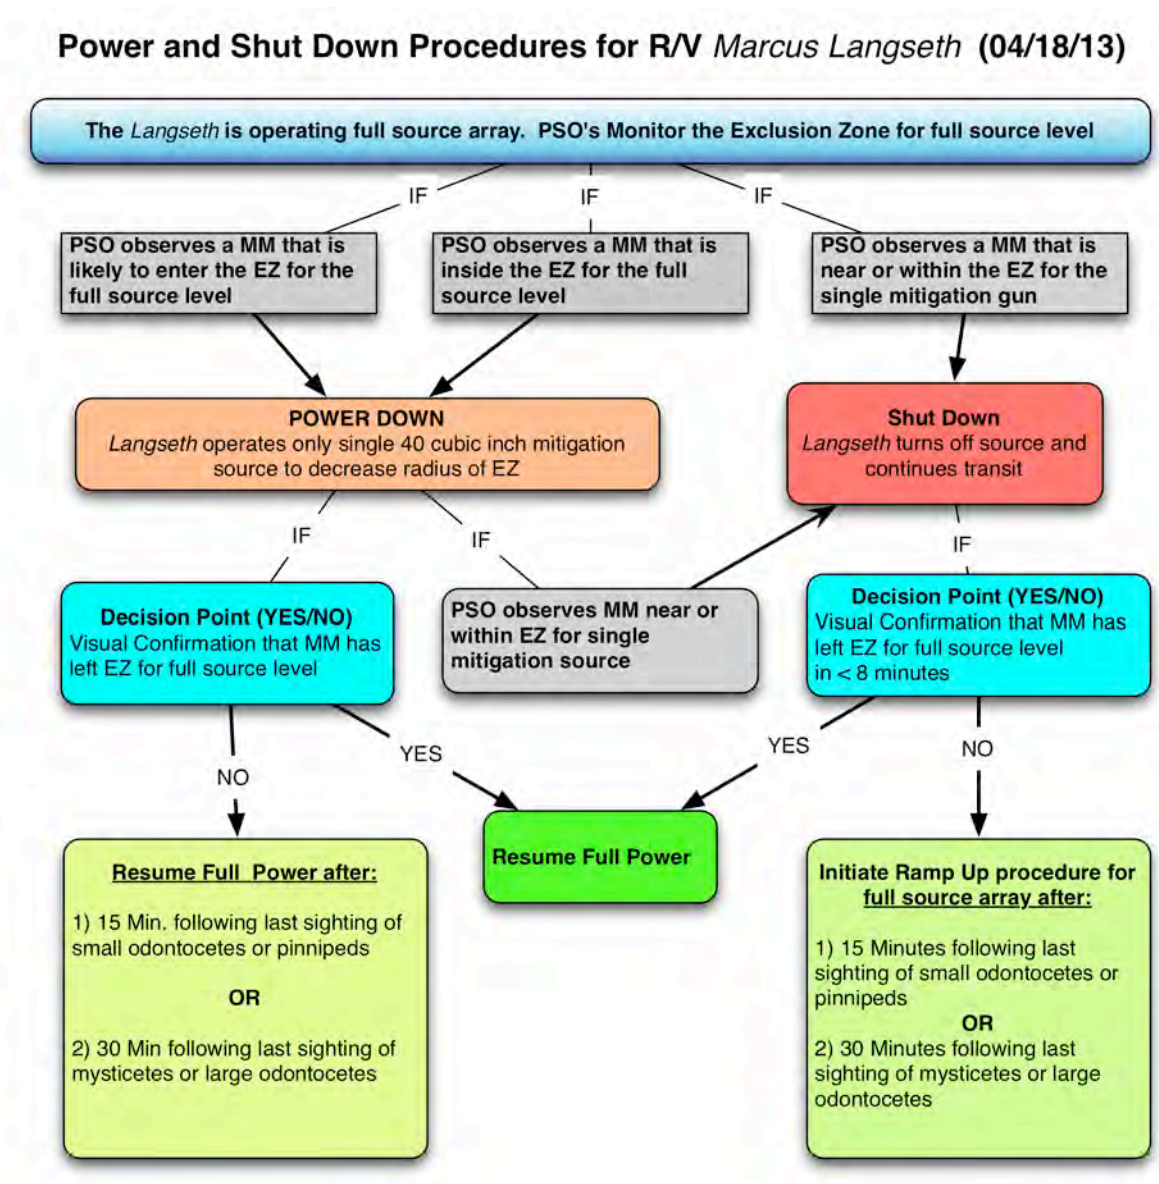 Power and Shut Down Procedures for R/V Marcus Langseth (04/18/13)
The Langseth is operating full source array. PSO's Monitor the Exclusion Zone for full source level
IF
IF
IF
PSO observes a MM that is
likely to enter the EZ for the
full source level
PSO observes a MM that is
inside the EZ for the full
source level
PSO observes a MM that is
near or within the EZ for the
single mitigation gun
POWER DOWN
Langseth operates only single 40 cubic inch mitigation
source to decrease radius of EZ
Shut Down
Langseth turns off source and
continues transit
IF
IF
IF
Decision Point (YES/NO)
Visual Confirmation that MM has
left EZ for full source level
PSO observes MM near or
within EZ for single
mitigation source
Decision Point (YES/NO)
Visual Confirmation that MM has
left EZ for full source level
in < 8 minutes
NO
YES
YES
NO
Resume Full Power after:
1) 15 Min. following last sighting of
small odontocetes or pinnipeds
OR
2) 30 Min following last sighting of
mysticetes or large odontocetes
Resume Full Power
Initiate Ramp Up procedure for
full source array after:
1) 15 Minutes following last
sighting of small odontocetes or
pinnipeds
OR
2) 30 Minutes following last
sighting of mysticetes or large
odontocetes